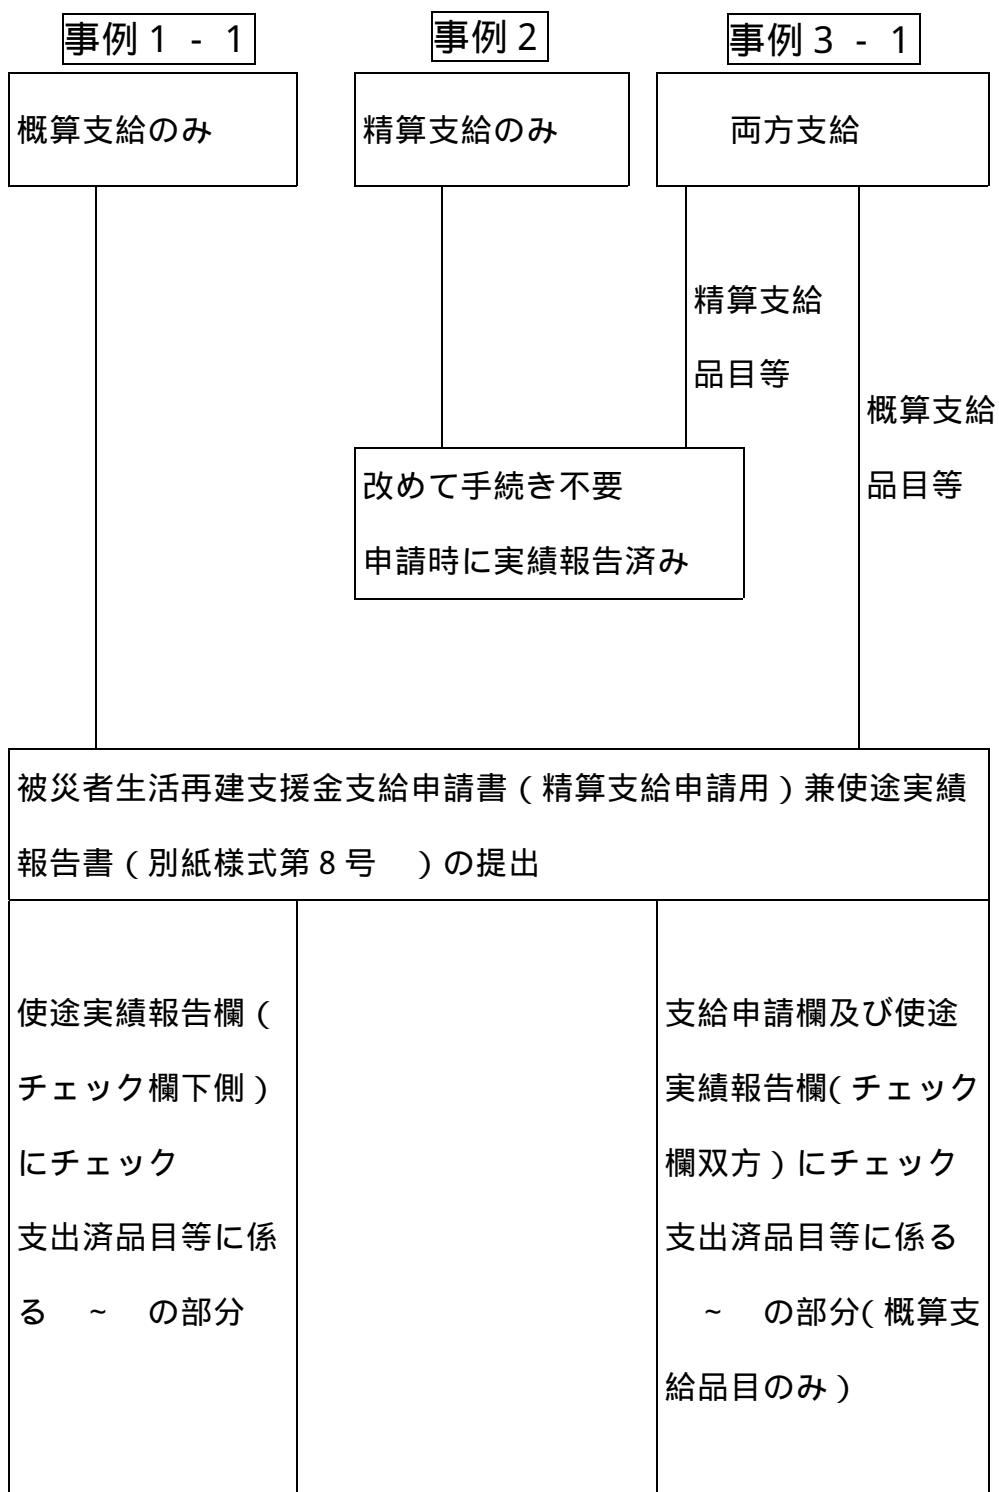 事例１‐１
事例２
事例３‐１
概算支給のみ
精算支給のみ
両方支給
精算支給
品目等
概算支給
品目等
改めて手続き不要
申請時に実績報告済み
被災者生活再建支援金支給申請書（精算支給申請用）兼使途実績
報告書（別紙様式第８号　）の提出
使途実績報告欄（
チェック欄下側）
にチェック
支出済品目等に係
る　~　の部分
支給申請欄及び使途
実績報告欄（チェック
欄双方）にチェック
支出済品目等に係る
~　の部分（概算支
給品目のみ）